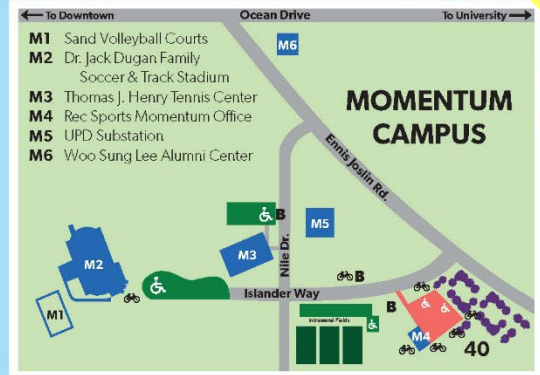 To Downtown
Ocean Drive
To University
M1 Sand Volleyball Courts
M2 Dr. Jack Dugan Family
Soccer & Track Stadium
M3 Thomas J. Henry Tennis Center
M4 Rec Sports Momentum Office
M5 UPD Substation
M6 Woo Sung Lee Alumni Center
M6
MOMENTUM
CAMPUS
Ennis Joslin Rd.
B
M5
M3
Nile Dr.
M2
B
Islander Way
M1
B
Intramural Fields
M4
40